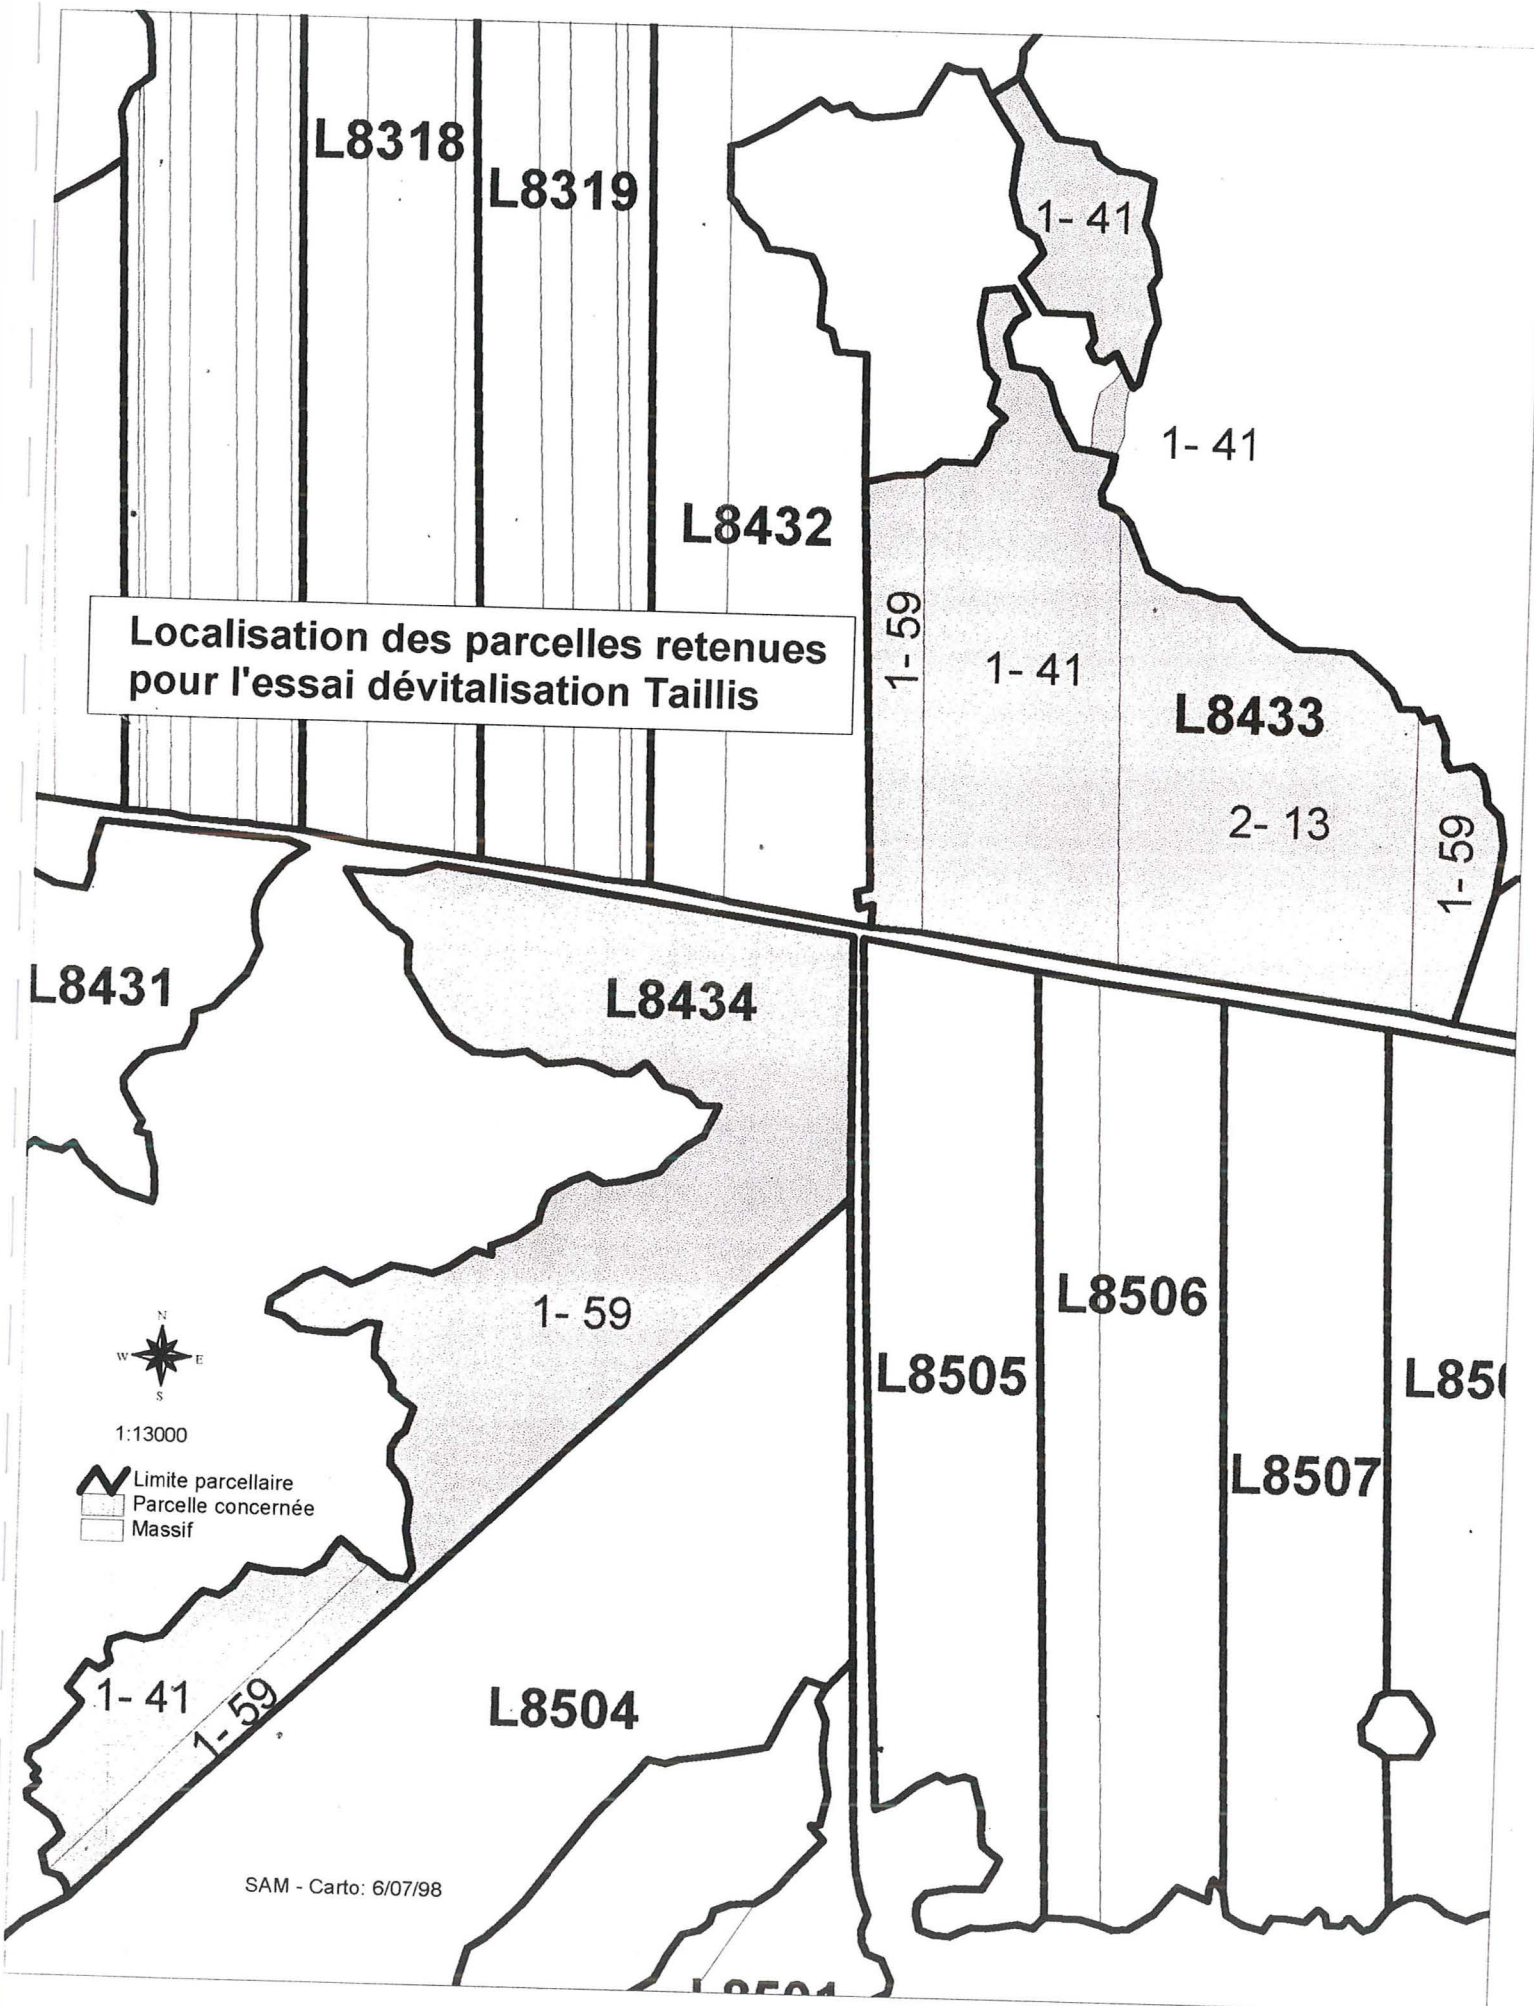 L8318
L8319
1- 41
1- 41
L8432
Localisation des parcelles retenues
pour l'essai dévitalisation Taillis
1- 59
1- 41
L8433
2- 13
1- 59
L8431
L8434
1- 59
L8506
L8505
L8507
N
W E
S
1:13000
Limite parcellaire
Parcelle concernée
Massif
1- 41
1- 59
L8504
SAM - Carto: 6/07/98